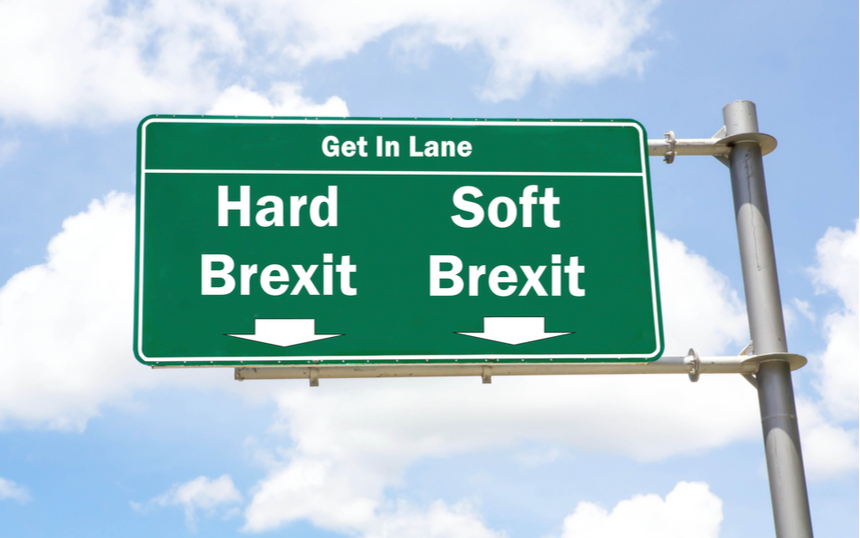 Get In Lane
Hard
Brexit
Soft
Brexit